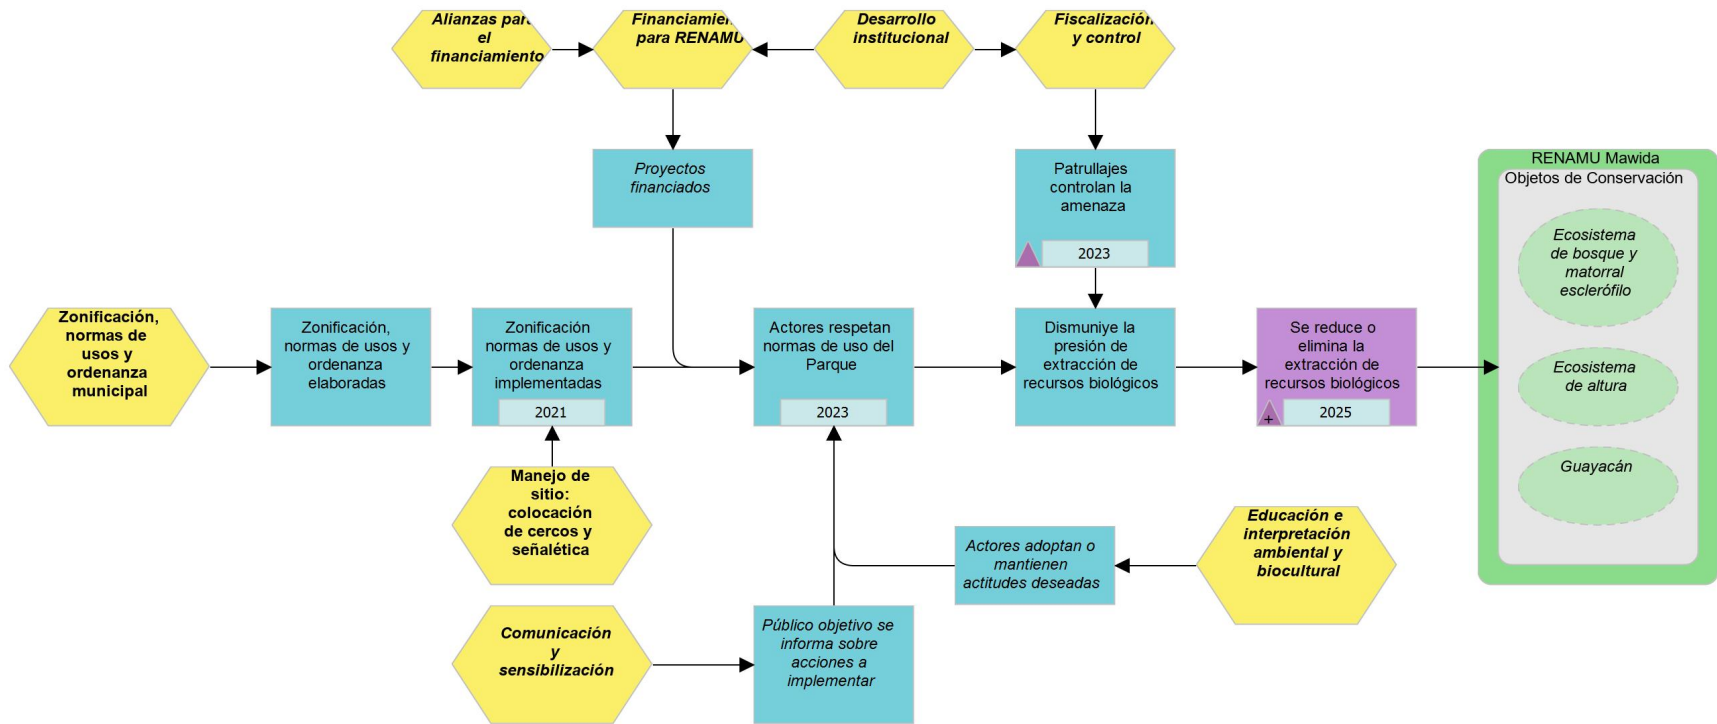 Alianzas par
el
financiamiento
Financiamien
para RENAMU
Desarrollo
institucional
Fiscalización
y control
Proyectos
financiados
Patrullajes
controlan la
amenaza
2023
RENAMU Mawida
Objetos de Conservación
Ecosistema
de bosque y
matorral
esclerófilo
Ecosistema
de altura
Guayacán
Zonificación,
normas de
usos y
ordenanza
municipal
Zonificación,
normas de usos y
ordenanza
elaboradas
Zonificación
normas de usos y
ordenanza
implementadas
2021
Actores respetan
normas de uso del
Parque
2023
Dismuniye la
presión de
extracción de
recursos biológicos
Se reduce o
elimina la
extracción de
recursos biológicos
+
2025
Manejo de
sitio:
colocación
de cercos y
señalética
Actores adoptan o
mantienen
actitudes deseadas
Educación e
interpretación
ambiental y
biocultural
Comunicación
y
sensibilización
Público objetivo se
informa sobre
acciones a
implementar